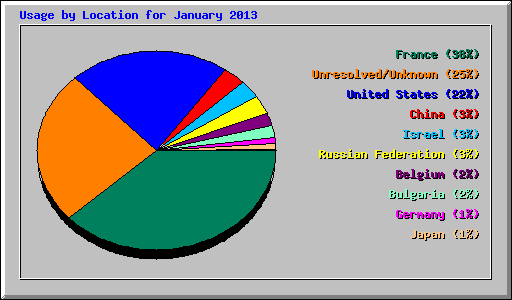 Usage by Location for January 2013
France (38%)
Unresolved/Unknown (25%)
United States (22%)
China (3%)
Israel (3%)
Russian Federation (3%)
Belgium (2%)
Bulgaria (2%)
Germany (1%)
Japan (1%)